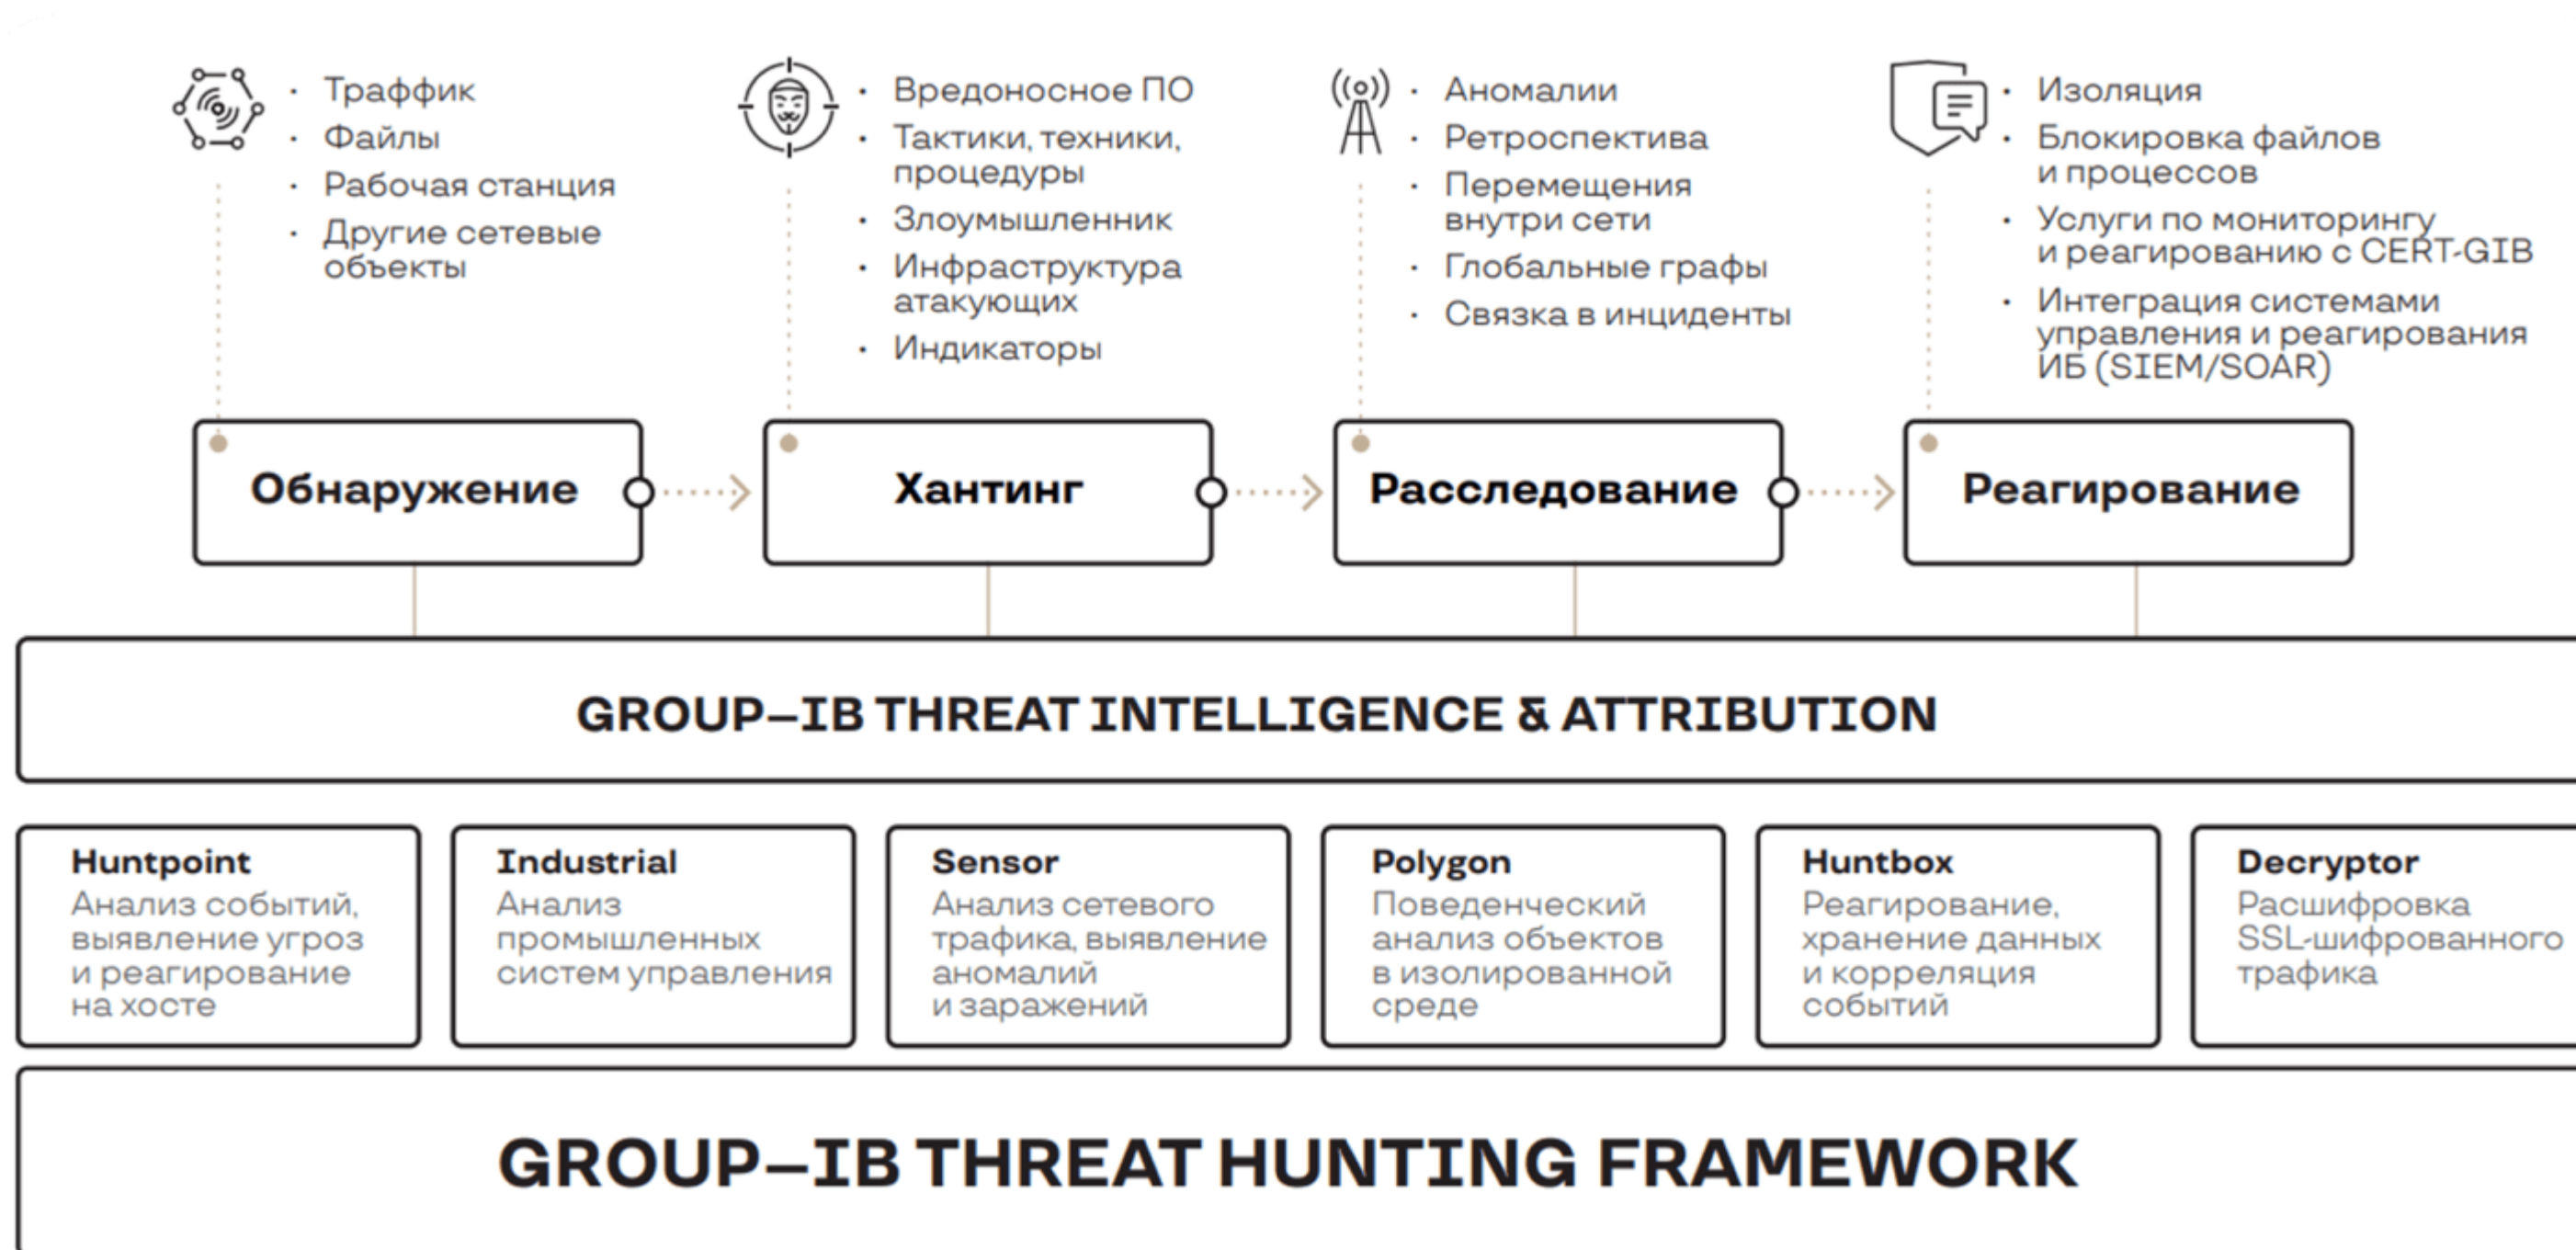 Траффик
Файлы
Рабочая станция
Другие сетевые
объекты
Вредоносное ПО
Тактики, техники,
процедуры
Злоумышленник
Инфраструктура
атакующих
Индикаторы
Аномалии
Ретроспектива
Перемещения
внутри сети
Глобальные графы
Связка в инциденты
Изоляция
Блокировка файлов
и процессов
Услуги по мониторингу
и реагированию с CERT-GIB
Интеграция системами
управления и реагирования
ИБ (SIEM/SOAR)
Обнаружение
Хантинг
Расследование
Реагирование
GROUP–IB THREAT INTELLIGENCE & ATTRIBUTION
Huntpoint
Анализ событий,
выявление угроз
и реагирование
на хосте
Industrial
Анализ
промышленных
систем управления
Sensor
Анализ сетевого
трафика, выявление
аномалий
и заражений
Polygon
Поведенческий
анализ объектов
в изолированной
среде
Huntbox
Реагирование,
хранение данных
и корреляция
событий
Decryptor
Расшифровка
SSL-шифрованного
трафика
GROUP–IB THREAT HUNTING FRAMEWORK